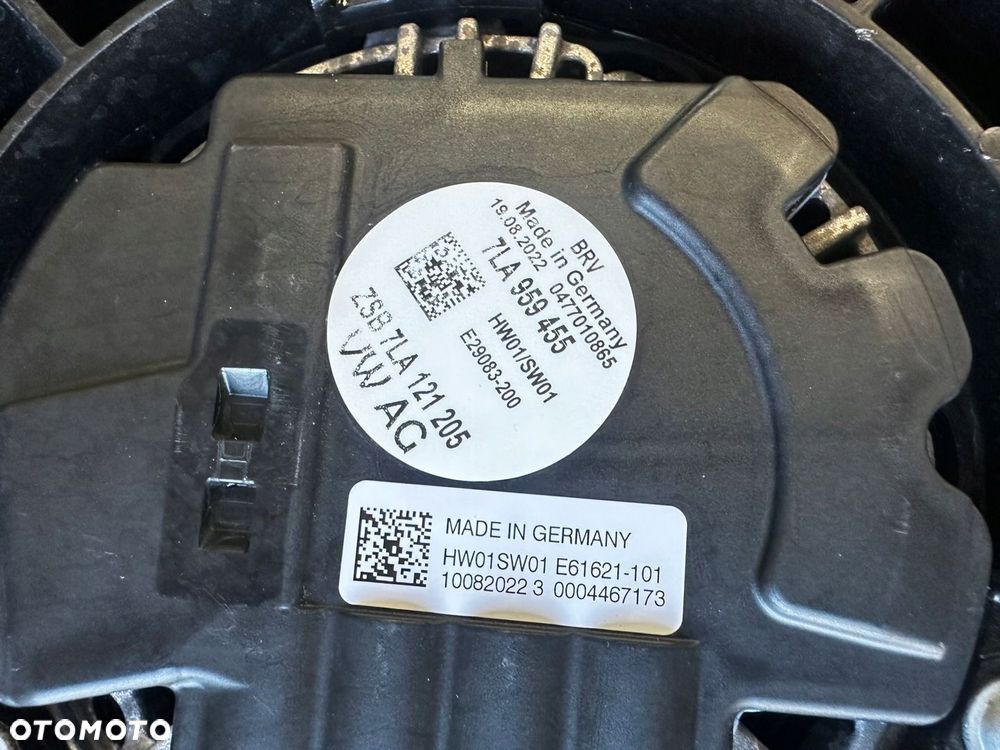 BRV
Made in Germany
19.08.2022 0477010865
7LA 959 455
HW01/SW01
E29083-200
ZSB 7LA 121 205
VW AG
MADE IN GERMANY
HW01SW01 E61621-101
10082022 3 0004467173
OTOMOTO